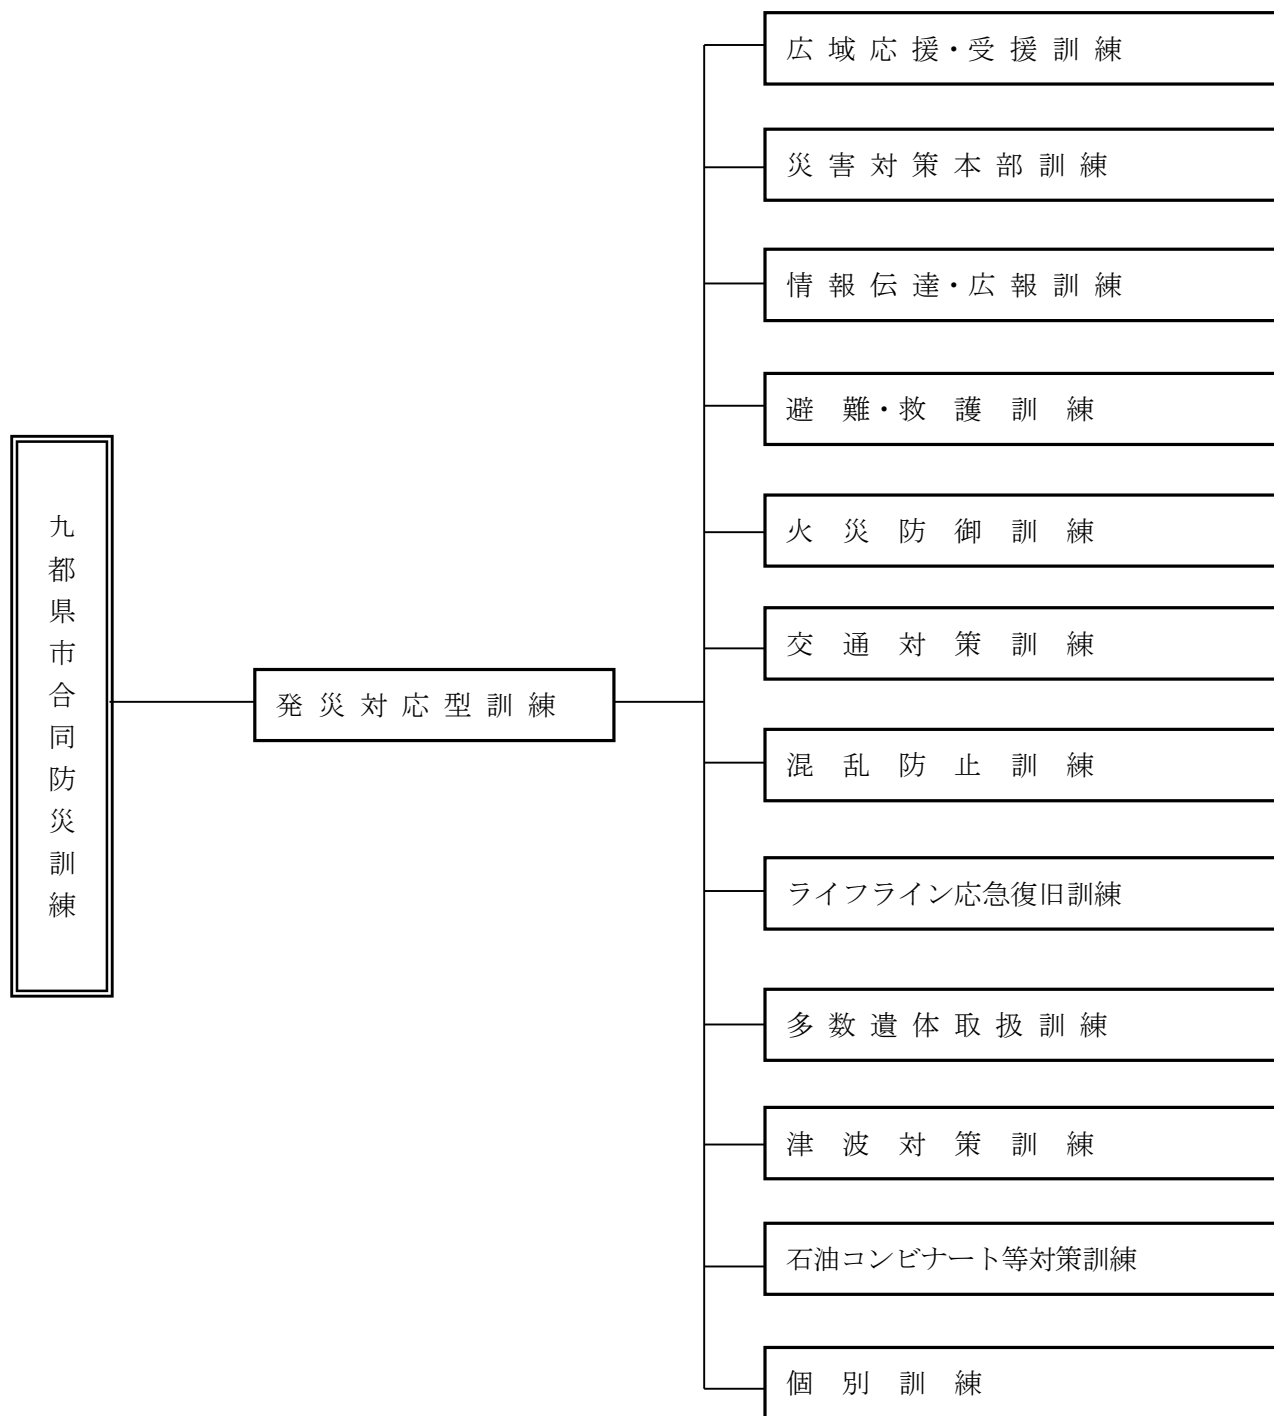 九都県市合同防災訓練
発災対応型訓練
広域応援・受援訓練
災害対策本部訓練
情報伝達・広報訓練
避難・救護訓練
火災防御訓練
交通対策訓練
混乱防止訓練
ライフライン応急復旧訓練
多数遺体取扱訓練
津波対策訓練
石油コンビナート等対策訓練
個別訓練